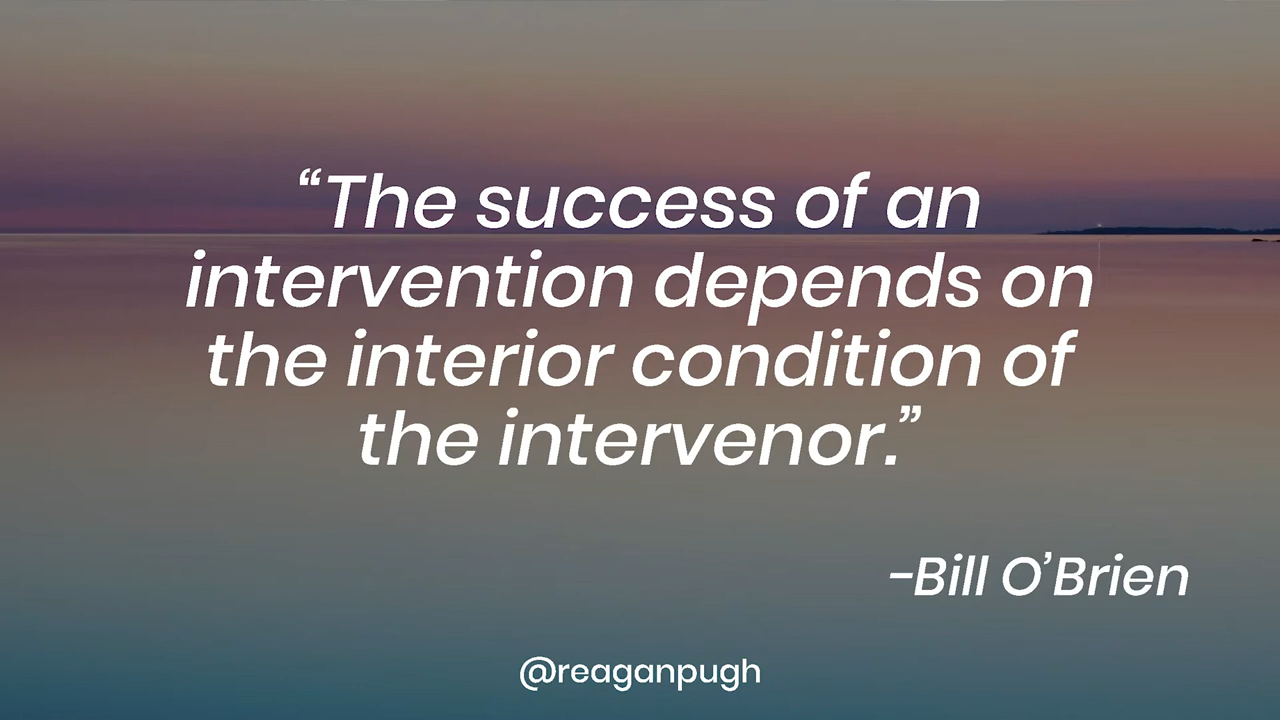 “The success of an
intervention depends on
the interior condition of
the intervenor.”
-Bill O’Brien
@reaganpugh